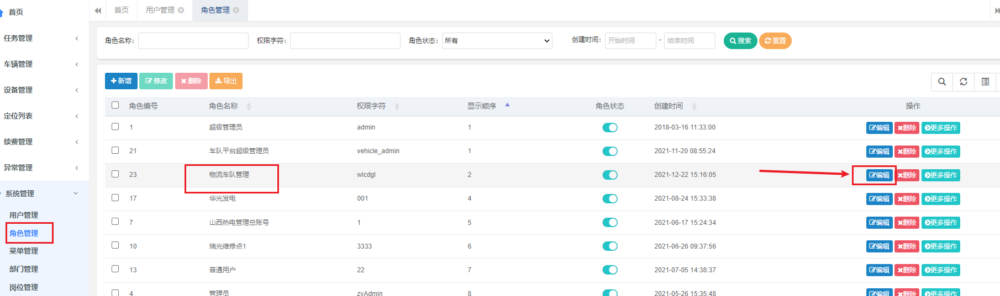 首页
任务管理
车辆管理
设备管理
定位列表
续费管理
异常管理
系统管理
用户管理
角色管理
菜单管理
部门管理
岗位管理
首页 用户管理 角色管理
角色名称： 权限字符： 角色状态： 所有 创建时间： 开始时间 - 结束时间 搜索 重置
新增 修改 删除 导出
角色编号 角色名称 权限字符 显示顺序 角色状态 创建时间 操作
1 超级管理员 admin 1 2018-03-16 11:33:00 编辑 删除 更多操作
21 车队平台超级管理员 vehicle_admin 1 2021-11-20 08:55:24 编辑 删除 更多操作
23 物流车队管理 wlcdgl 2 2021-12-22 15:16:05 编辑 删除 更多操作
17 华光发电 001 4 2021-08-24 15:33:38 编辑 删除 更多操作
7 山西热电管理总账号 1 5 2021-06-17 15:24:34 编辑 删除 更多操作
10 瑞光维修点1 3333 6 2021-06-26 09:37:56 编辑 删除 更多操作
13 普通用户 22 7 2021-07-05 14:38:37 编辑 删除 更多操作
4 管理员 zyAdmin 8 2021-05-26 15:35:48 编辑 删除 更多操作